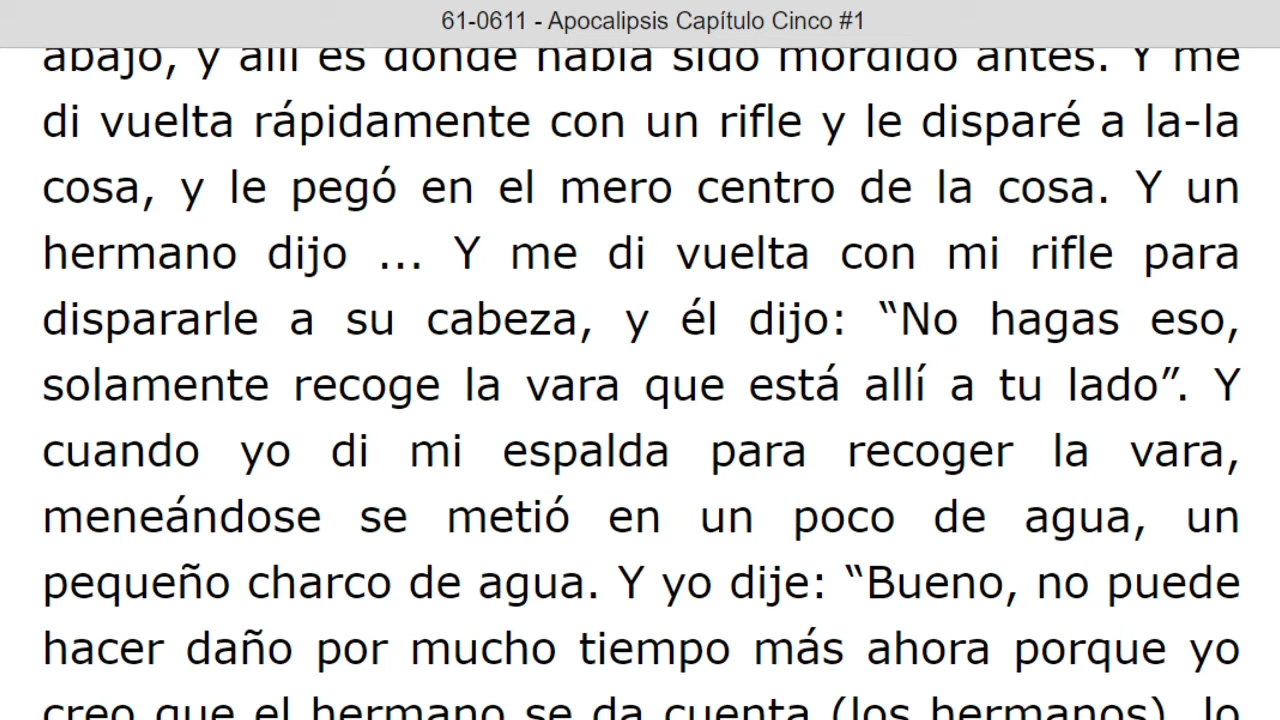 61-0611 - Apocalipsis Capítulo Cinco #1
abajo, y allí es donde había sido mordido antes. Y me
di vuelta rápidamente con un rifle y le disparé a la-la
cosa, y le pegó en el mero centro de la cosa. Y un
hermano dijo ... Y me di vuelta con mi rifle para
dispararle a su cabeza, y él dijo: “No hagas eso,
solamente recoge la vara que está allí a tu lado”. Y
cuando yo di mi espalda para recoger la vara,
meneándose se metió en un poco de agua, un
pequeño charco de agua. Y yo dije: “Bueno, no puede
hacer daño por mucho tiempo más ahora porque yo
creo que el hermano se da cuenta (los hermanos), lo